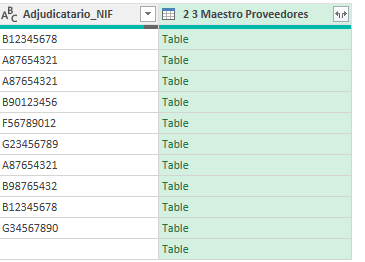 ABC Adjudicatario_NIF 2 3 Maestro Proveedores
B12345678 Table
A87654321 Table
A87654321 Table
B90123456 Table
F56789012 Table
G23456789 Table
A87654321 Table
B98765432 Table
B12345678 Table
G34567890 Table
Table